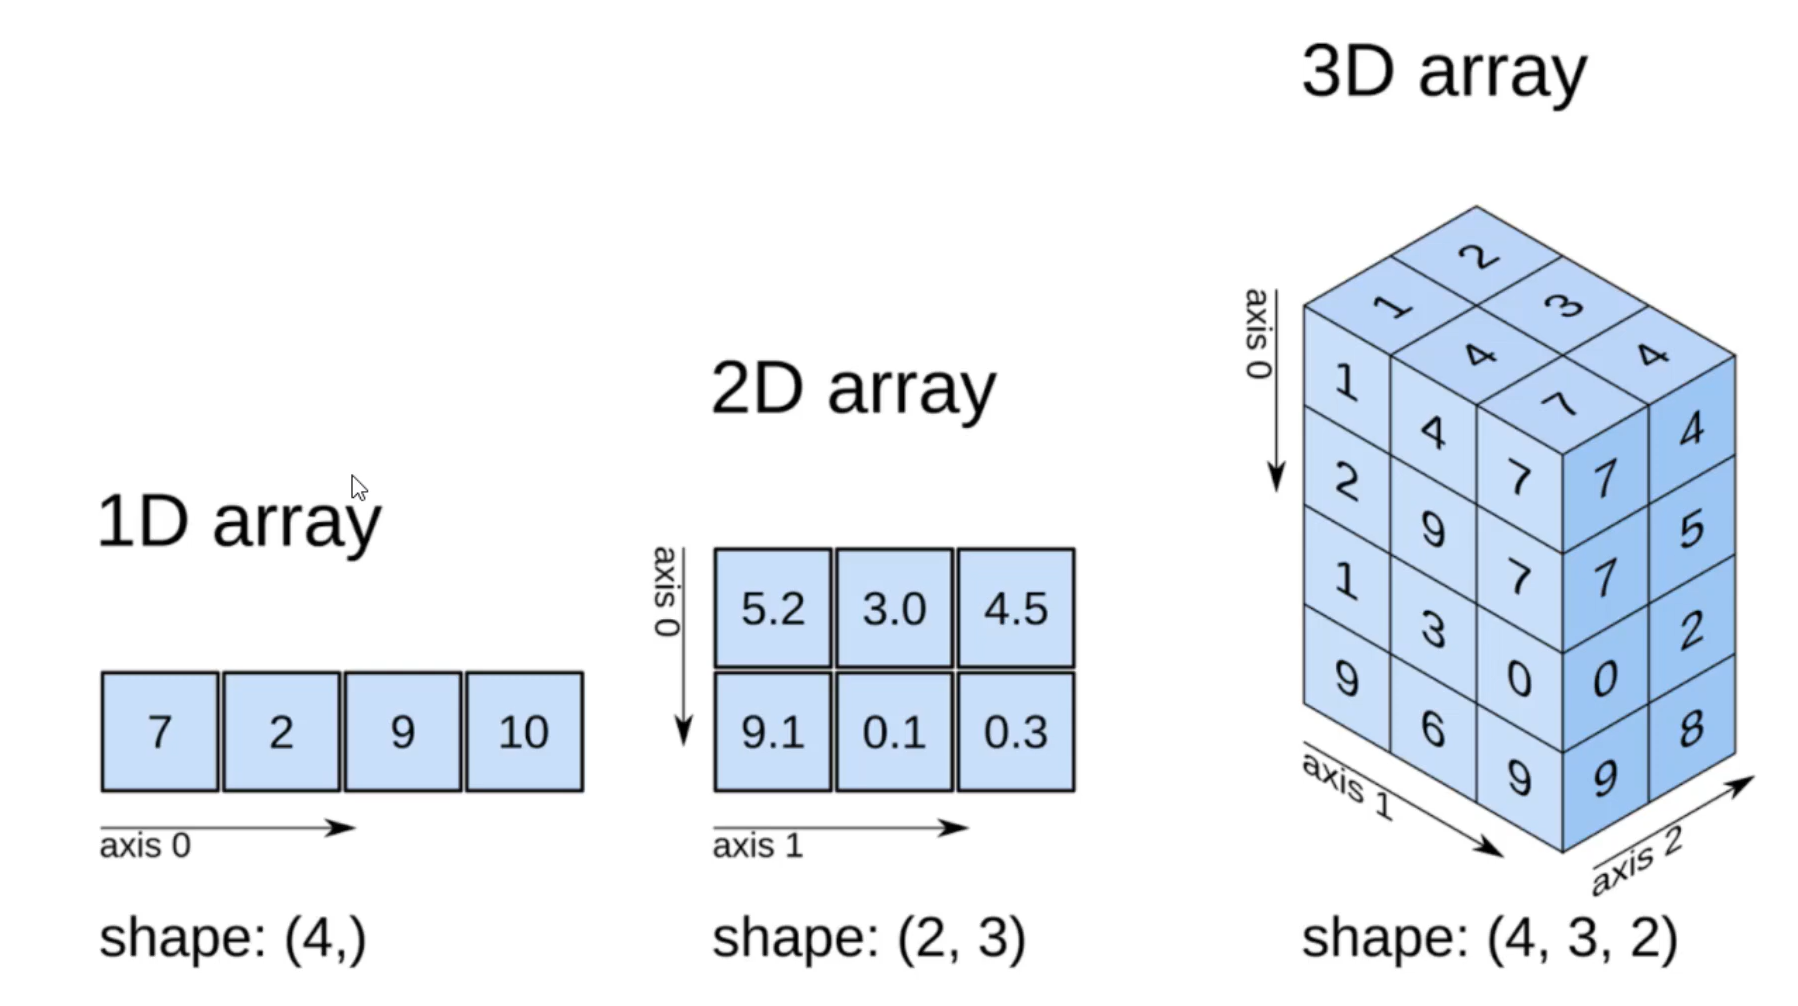 1D array
7 2 9 10
axis 0
shape: (4,)
2D array
axis 0
5.2 3.0 4.5
9.1 0.1 0.3
axis 1
shape: (2, 3)
3D array
axis 0
2
1 3
4 4
7
1 4 7 7 4
2 9 7 7 5
1 3 0 0 2
9 6 9 9 8
axis 1
axis 2
shape: (4, 3, 2)